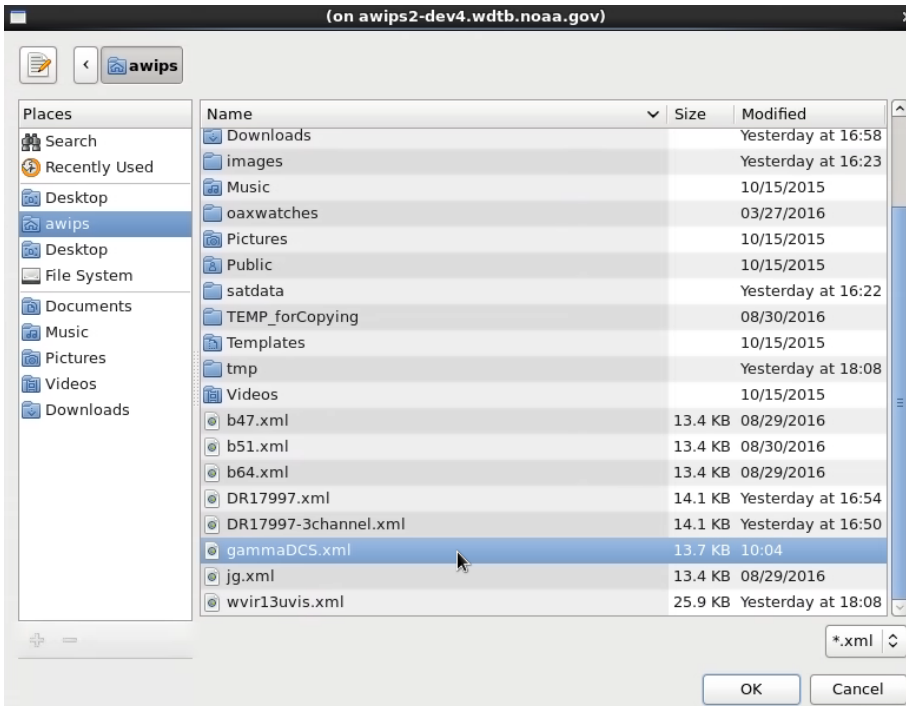 (on awips2-dev4.wdtb.noaa.gov)
awips
Places
Search
Recently Used
Desktop
awips
Desktop
File System
Documents
Music
Pictures
Videos
Downloads
Name Size Modified
Downloads Yesterday at 16:58
images Yesterday at 16:23
Music 10/15/2015
oaxwatches 03/27/2016
Pictures 10/15/2015
Public 10/15/2015
satdata Yesterday at 16:22
TEMP_forCopying 08/30/2016
Templates 10/15/2015
tmp Yesterday at 18:08
Videos 10/15/2015
b47.xml 13.4 KB 08/29/2016
b51.xml 13.4 KB 08/30/2016
b64.xml 13.4 KB 08/29/2016
DR17997.xml 14.1 KB Yesterday at 16:54
DR17997-3channel.xml 14.1 KB Yesterday at 16:50
gammaDCS.xml 13.7 KB 10:04
jg.xml 13.4 KB 08/29/2016
wvir13uvis.xml 25.9 KB Yesterday at 18:08
*.xml
OK Cancel